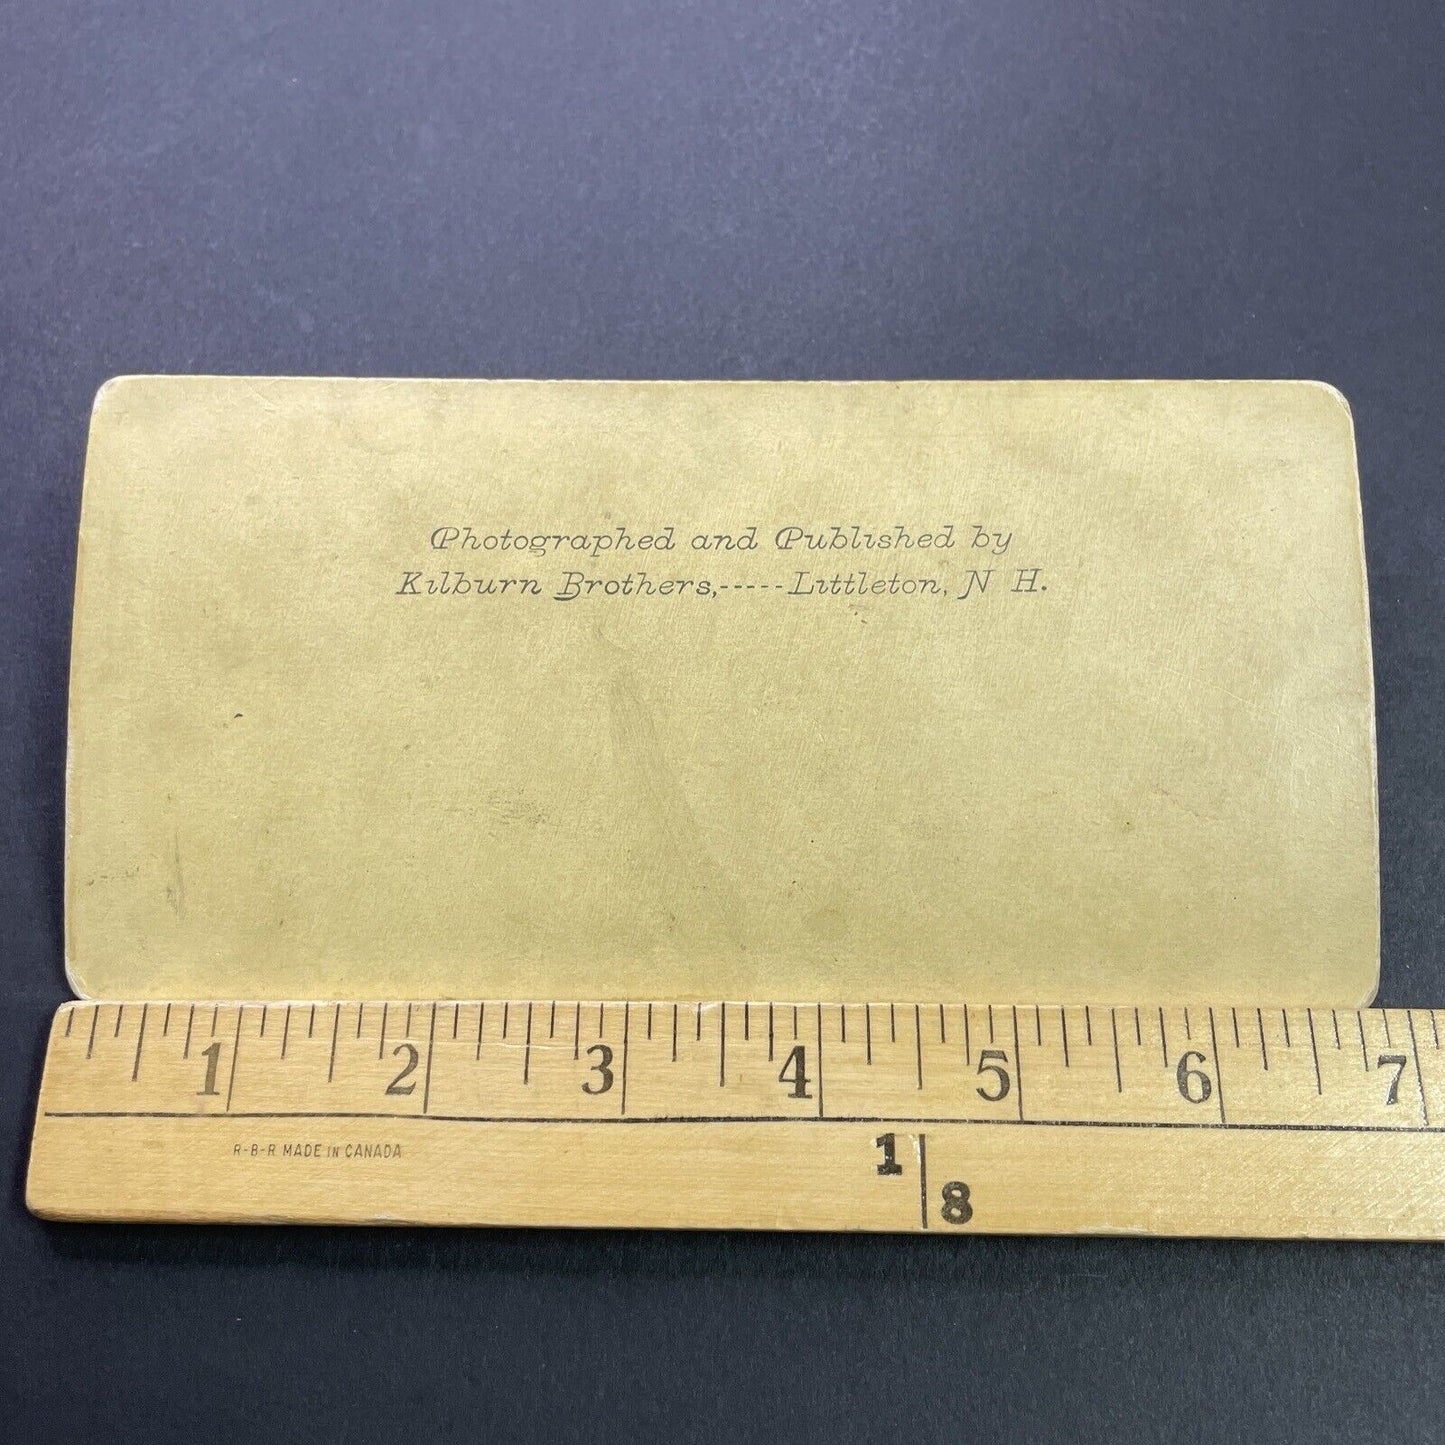 Photographed and Published by
Kilburn Brothers,-----Littleton, N H.
1 2 3 4 5 6 7
R-B-R MADE IN CANADA
1
8